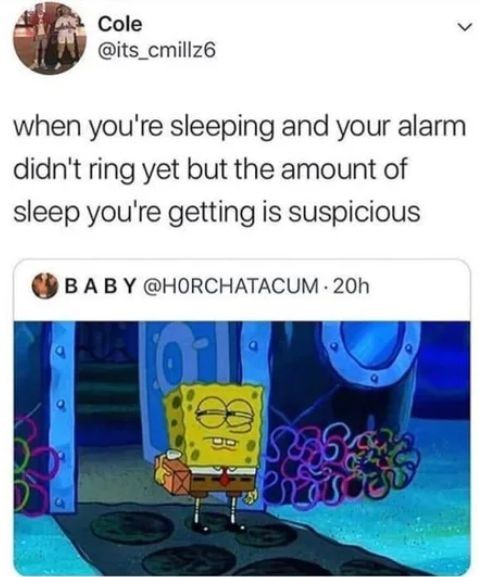 Cole
@its_cmillz6
when you're sleeping and your alarm
didn't ring yet but the amount of
sleep you're getting is suspicious
B A B Y @H0RCHATACUM · 20h